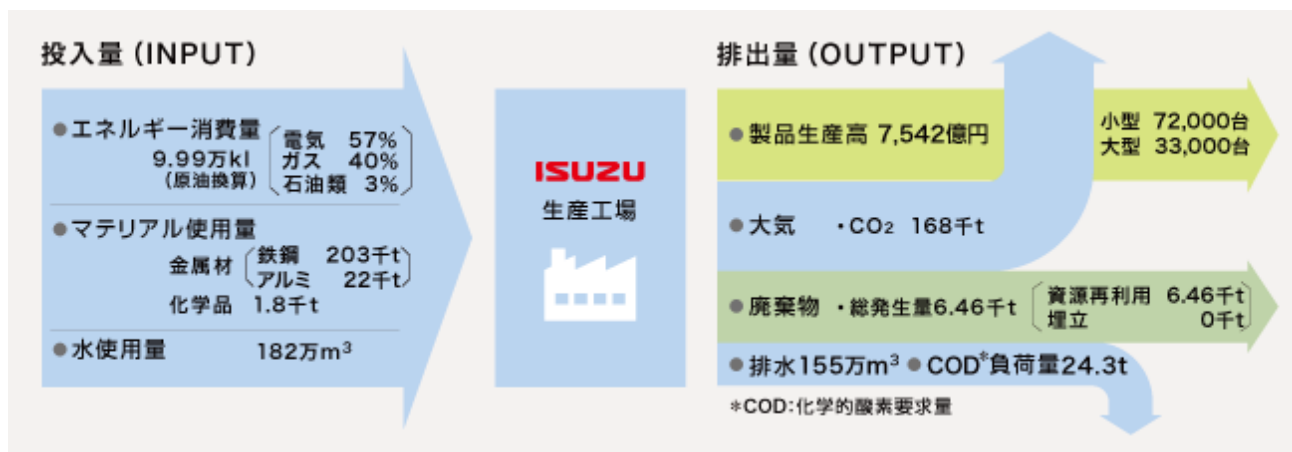 投入量(INPUT)
●エネルギー消費量
9.99万kl
(原油換算)
電気 57%
ガス 40%
石油類 3%
●マテリアル使用量
金属材
鉄鋼 203千t
アルミ 22千t
化学品 1.8千t
●水使用量 182万m³
ISUZU
生産工場
排出量(OUTPUT)
●製品生産高 7,542億円
小型 72,000台
大型 33,000台
●大気 ・CO2 168千t
●廃棄物 ・総発生量6.46千t
資源再利用 6.46千t
埋立 0千t
●排水155万m³ ●COD*負荷量24.3t
*COD:化学的酸素要求量